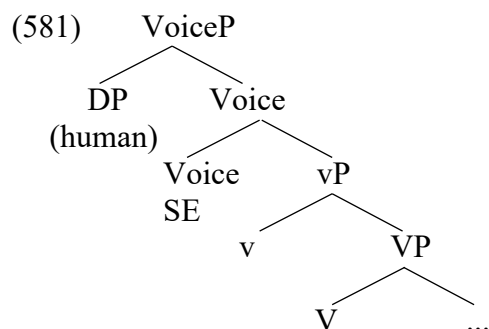 (581) VoiceP
DP Voice
(human)
Voice vP
SE
v VP
V ...